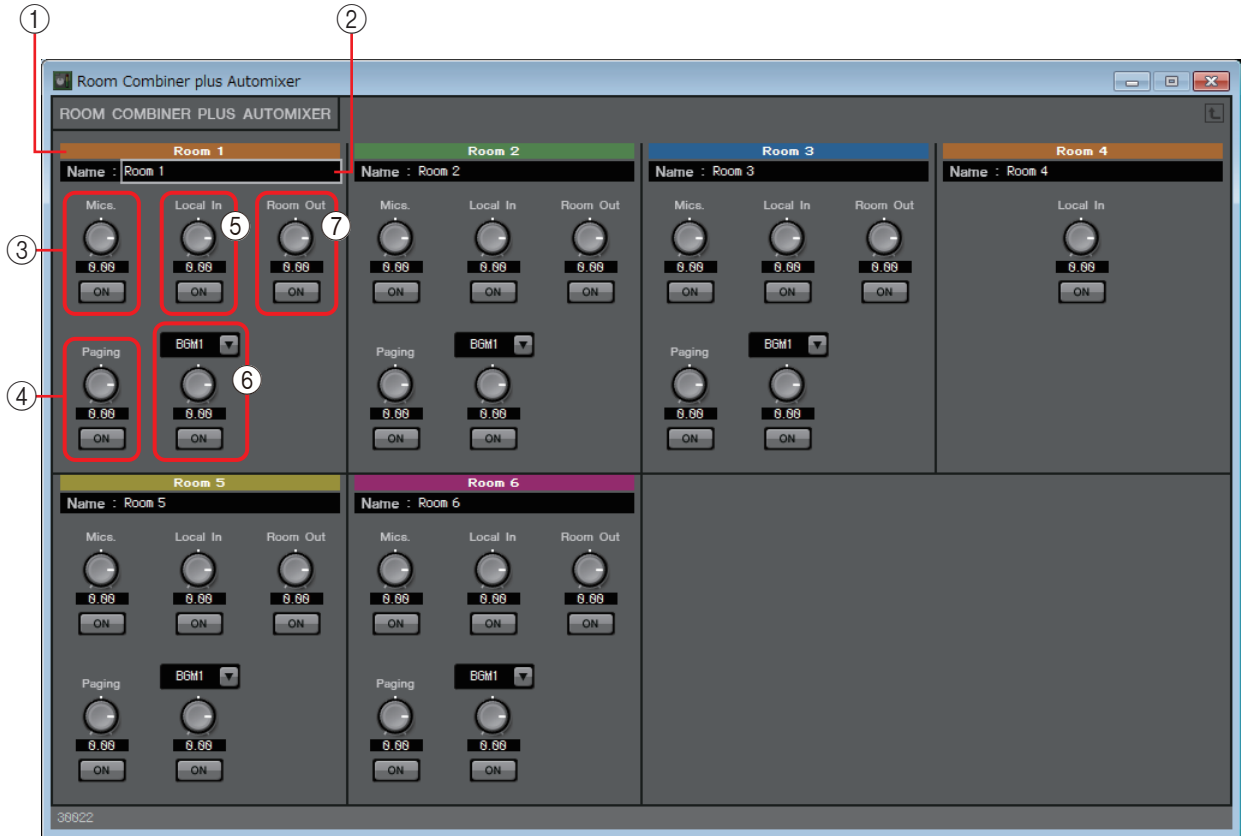 ① ②
Room Combiner plus Automixer
ROOM COMBINER PLUS AUTOMIXER
Room 1 Room 2 Room 3 Room 4
Name : Room 1 Name : Room 2 Name : Room 3 Name : Room 4
Mics. Local In Room Out Mics. Local In Room Out Mics. Local In Room Out Local In
③ ⑤ ⑦
0.00 0.00 0.00 0.00 0.00 0.00 0.00 0.00 0.00 0.00
ON ON ON ON ON ON ON ON ON ON
Paging BGM1 Paging BGM1 Paging BGM1
④ ⑥
0.00 0.00 0.00 0.00 0.00 0.00
ON ON ON ON ON ON
Room 5 Room 6
Name : Room 5 Name : Room 6
Mics. Local In Room Out Mics. Local In Room Out
0.00 0.00 0.00 0.00 0.00 0.00
ON ON ON ON ON ON
Paging BGM1 Paging BGM1
0.00 0.00 0.00 0.00
ON ON ON ON
30022